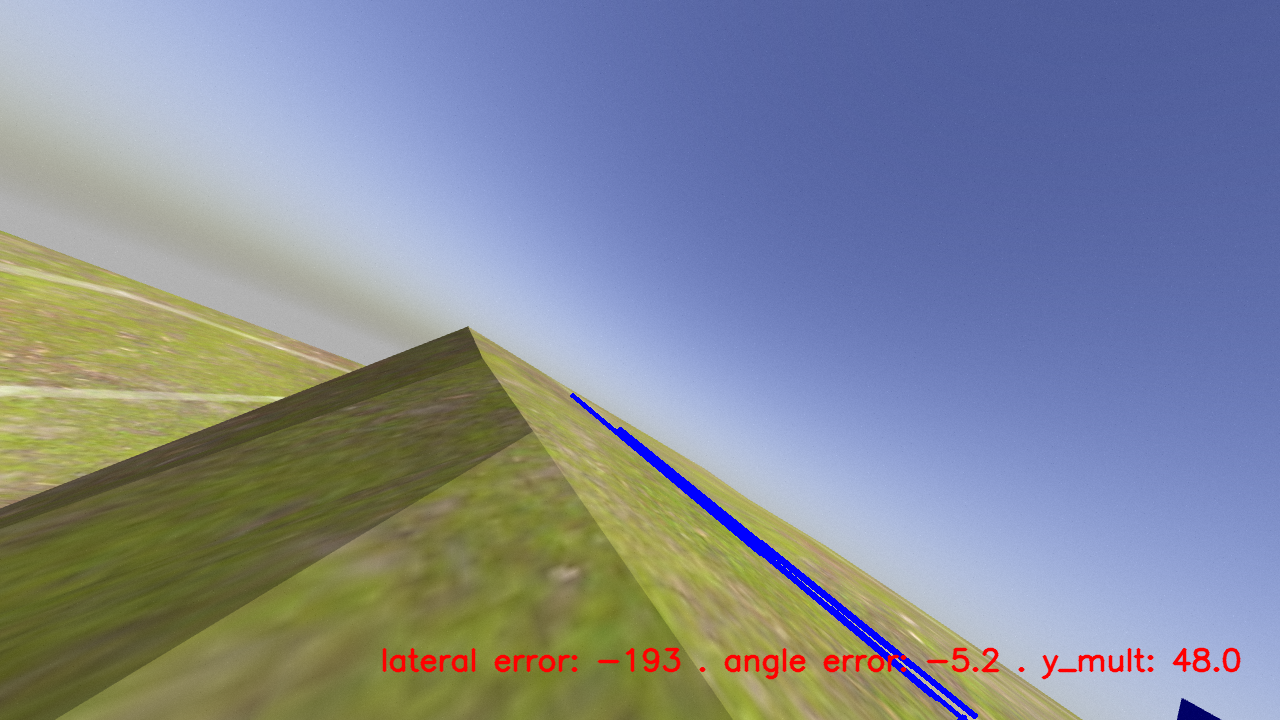 lateral error: -193 . angle error: -5.2 . y_mult: 48.0